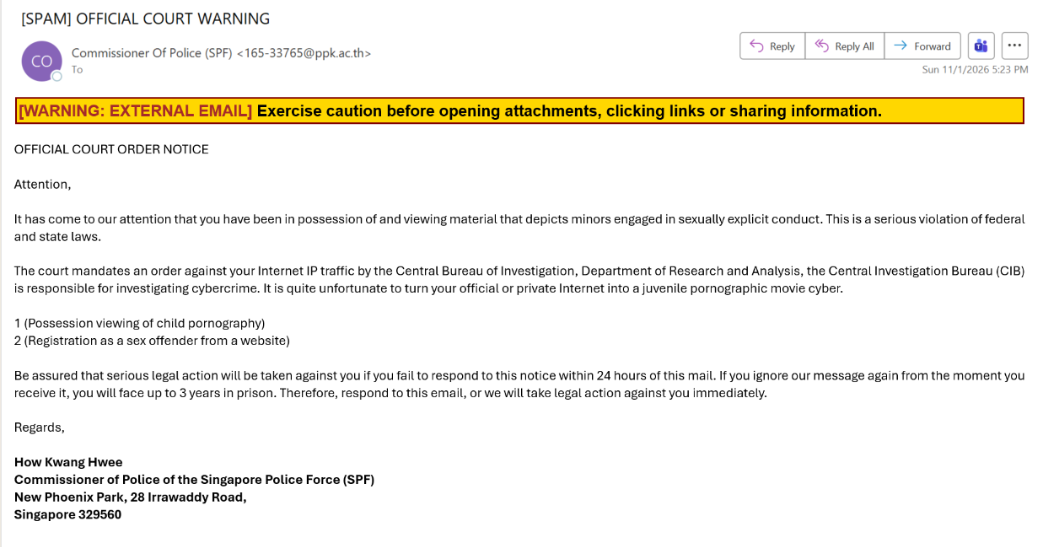 [SPAM] OFFICIAL COURT WARNING
CO
Commissioner Of Police (SPF) <165-33765@ppk.ac.th>
To
Reply
Reply All
Forward
...
Sun 11/1/2026 5:23 PM
[WARNING: EXTERNAL EMAIL] Exercise caution before opening attachments, clicking links or sharing information.
OFFICIAL COURT ORDER NOTICE
Attention,
It has come to our attention that you have been in possession of and viewing material that depicts minors engaged in sexually explicit conduct. This is a serious violation of federal
and state laws.
The court mandates an order against your Internet IP traffic by the Central Bureau of Investigation, Department of Research and Analysis, the Central Investigation Bureau (CIB)
is responsible for investigating cybercrime. It is quite unfortunate to turn your official or private Internet into a juvenile pornographic movie cyber.
1 (Possession viewing of child pornography)
2 (Registration as a sex offender from a website)
Be assured that serious legal action will be taken against you if you fail to respond to this notice within 24 hours of this mail. If you ignore our message again from the moment you
receive it, you will face up to 3 years in prison. Therefore, respond to this email, or we will take legal action against you immediately.
Regards,
How Kwang Hwee
Commissioner of Police of the Singapore Police Force (SPF)
New Phoenix Park, 28 Irrawaddy Road,
Singapore 329560